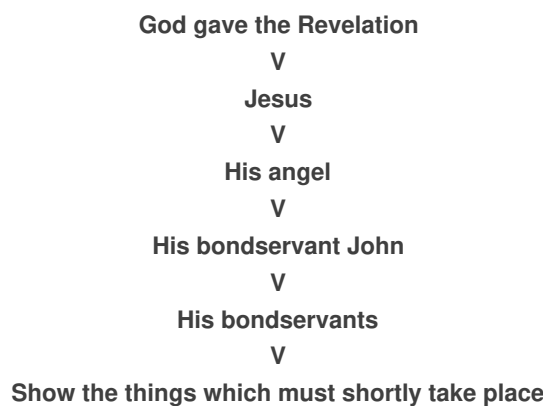 God gave the Revelation
V
Jesus
V
His angel
V
His bondservant John
V
His bondservants
V
Show the things which must shortly take place